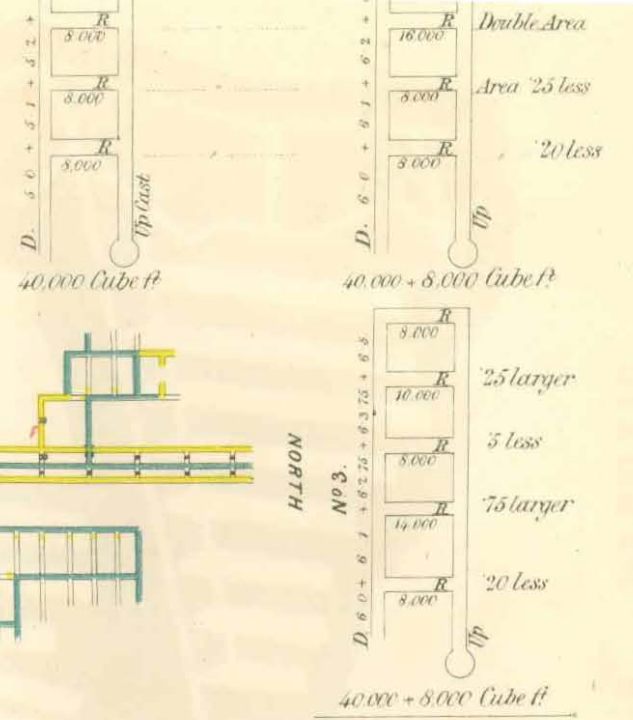 R
8.000
R
8.000
R
8,000
D. 5 0 + 5 1 + 5 2 +
Up Cast
40,000 Cube ft
R Double Area
16.000
R Area ·25 less
8.000
R ·20 less
8.000
D. 6 0 + 6 1 + 6 2 +
Up
40.000 + 8,000 Cube ft
R
8.000
R ·25 larger
10.000
R ·5 less
8.000
R ·75 larger
14.000
R ·20 less
8.000
NORTH
Nº 3.
D. 6 0 + 6 1 + 6 2.75 + 6 3.75 + 6 8
Up
40.000 + 8.000 Cube ft